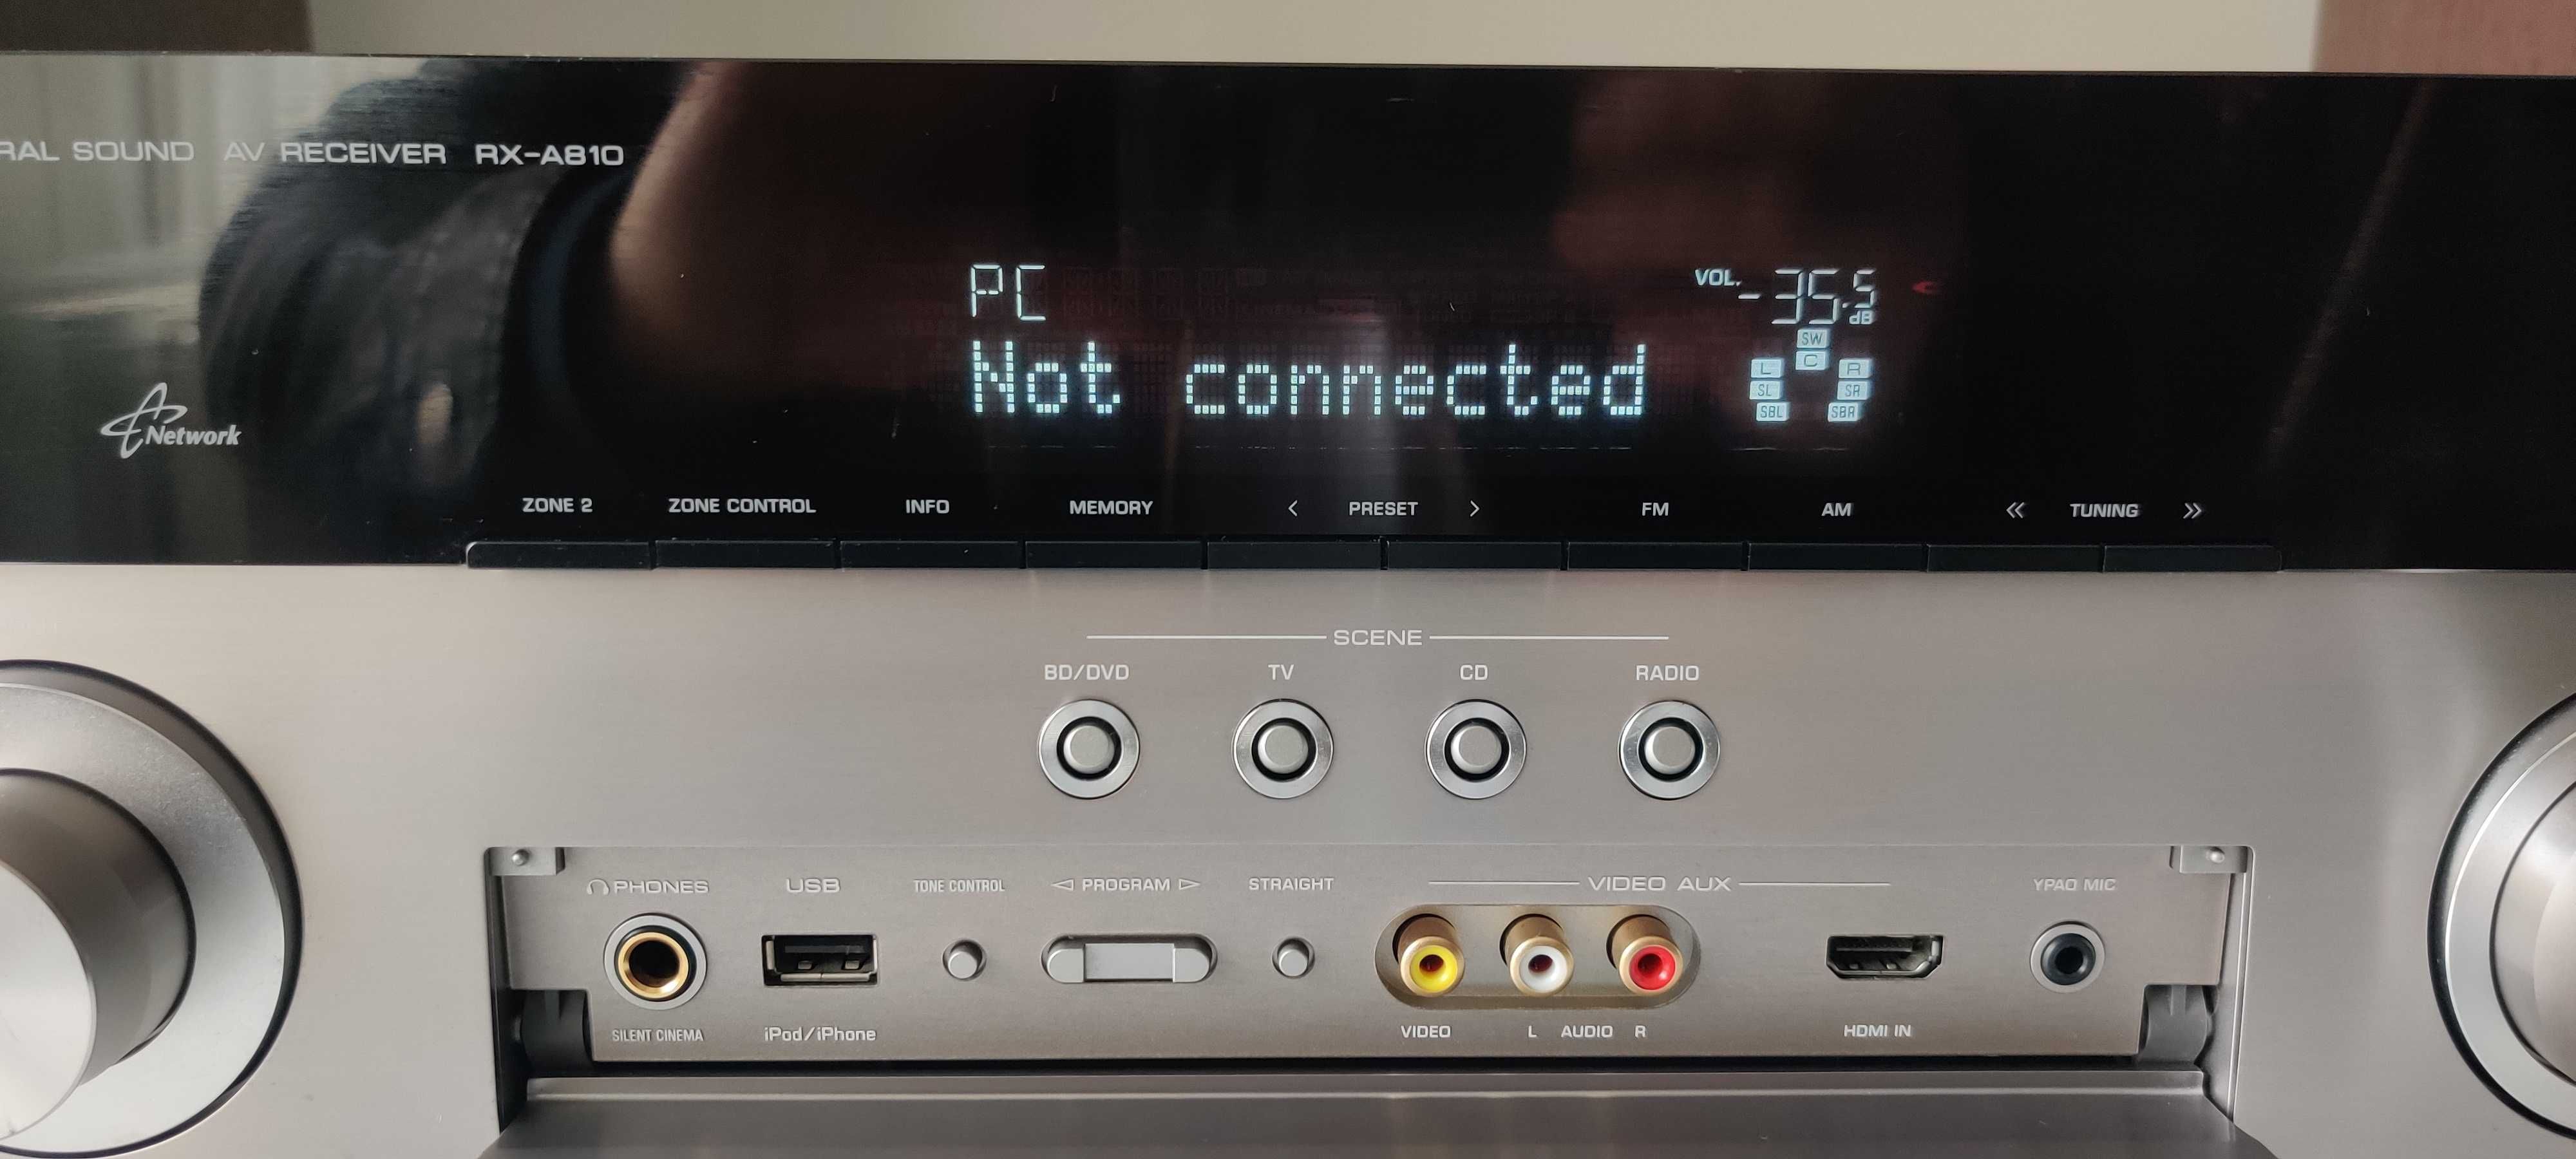 RAL SOUND AV RECEIVER RX-A810
PC
VOL. -35.5 dB
Not connected
SW
L C R
SL SR
SBL SBR
Network
ZONE 2 ZONE CONTROL INFO MEMORY < PRESET > FM AM << TUNING >>
SCENE
BD/DVD TV CD RADIO
PHONES USB TONE CONTROL ◁ PROGRAM ▷ STRAIGHT VIDEO AUX YPAO MIC
SILENT CINEMA iPod/iPhone VIDEO L AUDIO R HDMI IN